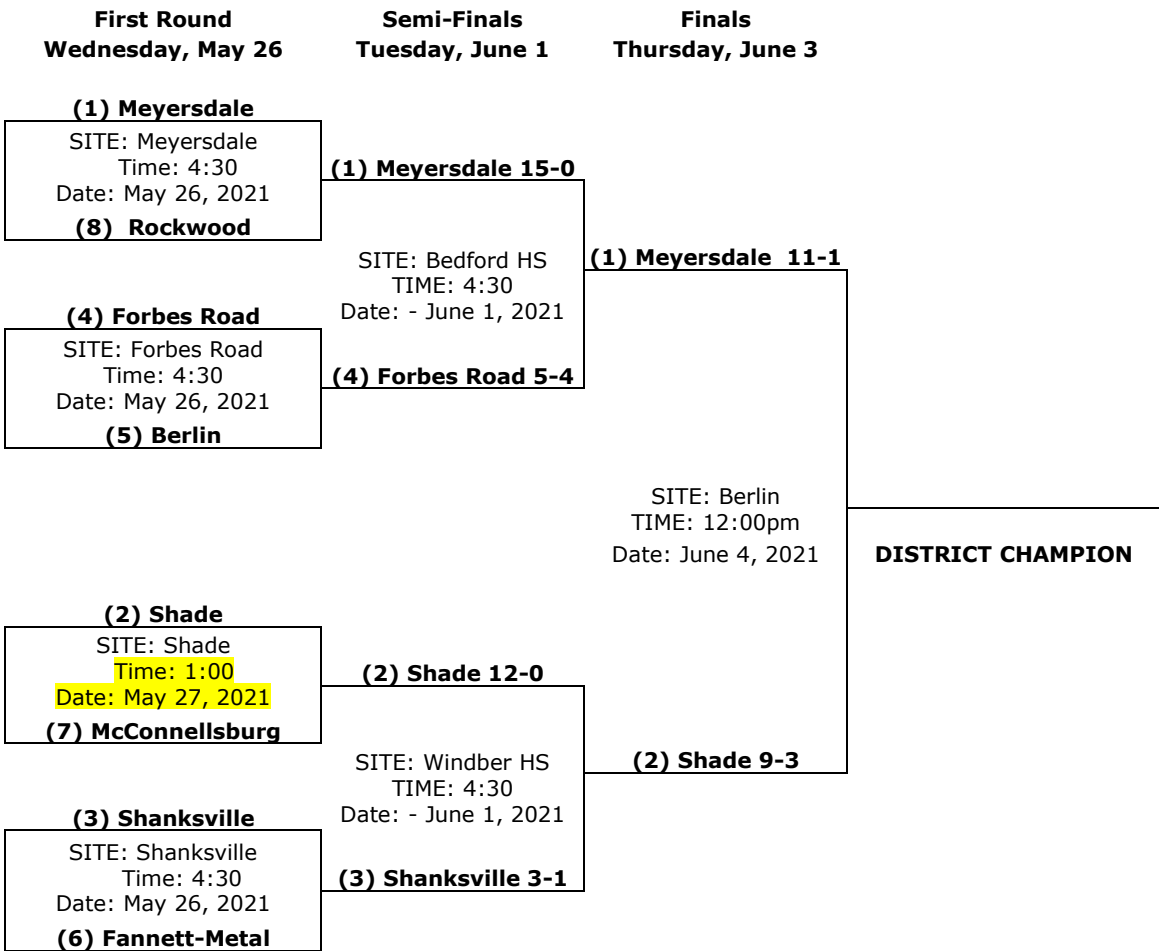 First Round
Wednesday, May 26
Semi-Finals
Tuesday, June 1
Finals
Thursday, June 3
(1) Meyersdale
SITE: Meyersdale
Time: 4:30
Date: May 26, 2021
(8) Rockwood
(1) Meyersdale 15-0
SITE: Bedford HS
TIME: 4:30
Date: - June 1, 2021
(1) Meyersdale 11-1
(4) Forbes Road
SITE: Forbes Road
Time: 4:30
Date: May 26, 2021
(5) Berlin
(4) Forbes Road 5-4
SITE: Berlin
TIME: 12:00pm
Date: June 4, 2021
DISTRICT CHAMPION
(2) Shade
SITE: Shade
Time: 1:00
Date: May 27, 2021
(7) McConnellsburg
(2) Shade 12-0
SITE: Windber HS
TIME: 4:30
Date: - June 1, 2021
(2) Shade 9-3
(3) Shanksville
SITE: Shanksville
Time: 4:30
Date: May 26, 2021
(6) Fannett-Metal
(3) Shanksville 3-1